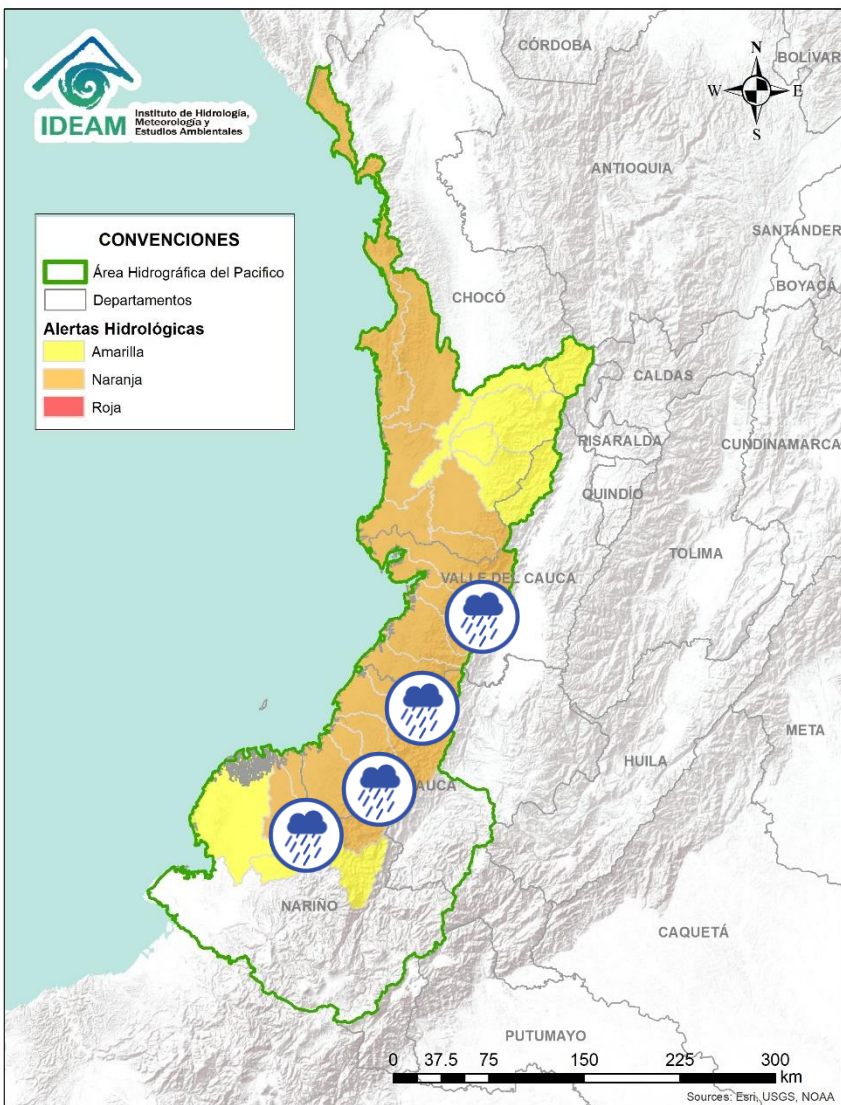 IDEAM
Instituto de Hidrología,
Meteorología y
Estudios Ambientales
CÓRDOBA
BOLÍVAR
N
W
E
S
ANTIOQUIA
SANTÁNDER
BOYACÁ
CONVENCIONES
Área Hidrográfica del Pacifico
Departamentos
Alertas Hidrológicas
Amarilla
Naranja
Roja
CHOCÓ
CALDAS
RISARALDA
CUNDINAMARCA
QUINDÍO
TOLIMA
VALLE DEL CAUCA
META
HUILA
AUCA
NARIÑO
CAQUETÁ
PUTUMAYO
0 37.5 75 150 225 300
km
Sources: Esri, USGS, NOAA